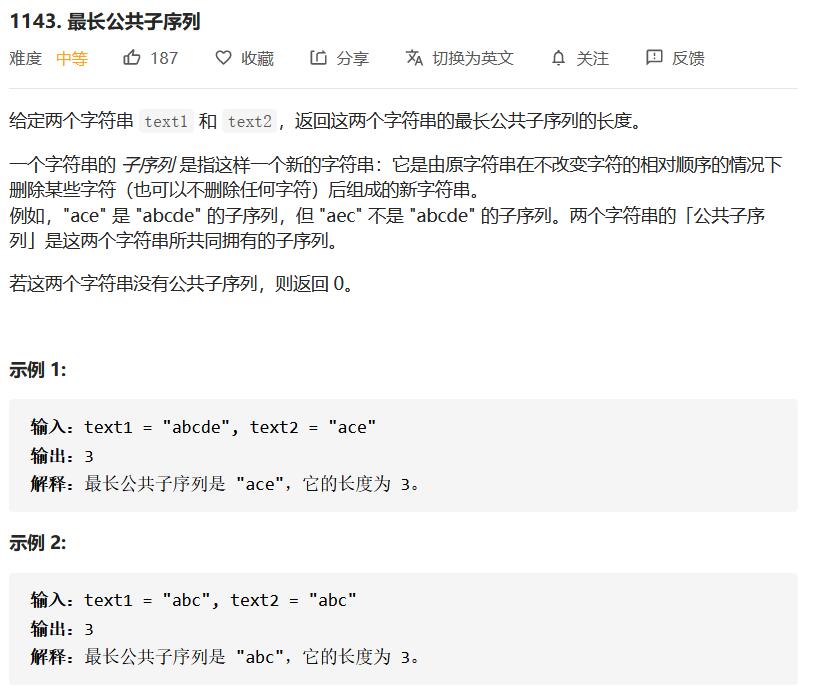 1143. 最长公共子序列
难度 中等 187 收藏 分享 切换为英文 关注 反馈
给定两个字符串 text1 和 text2，返回这两个字符串的最长公共子序列的长度。
一个字符串的 子序列 是指这样一个新的字符串：它是由原字符串在不改变字符的相对顺序的情况下
删除某些字符（也可以不删除任何字符）后组成的新字符串。
例如，"ace" 是 "abcde" 的子序列，但 "aec" 不是 "abcde" 的子序列。两个字符串的「公共子序
列」是这两个字符串所共同拥有的子序列。
若这两个字符串没有公共子序列，则返回 0。
示例 1:
输入：text1 = "abcde", text2 = "ace"
输出：3
解释：最长公共子序列是 "ace"，它的长度为 3。
示例 2:
输入：text1 = "abc", text2 = "abc"
输出：3
解释：最长公共子序列是 "abc"，它的长度为 3。